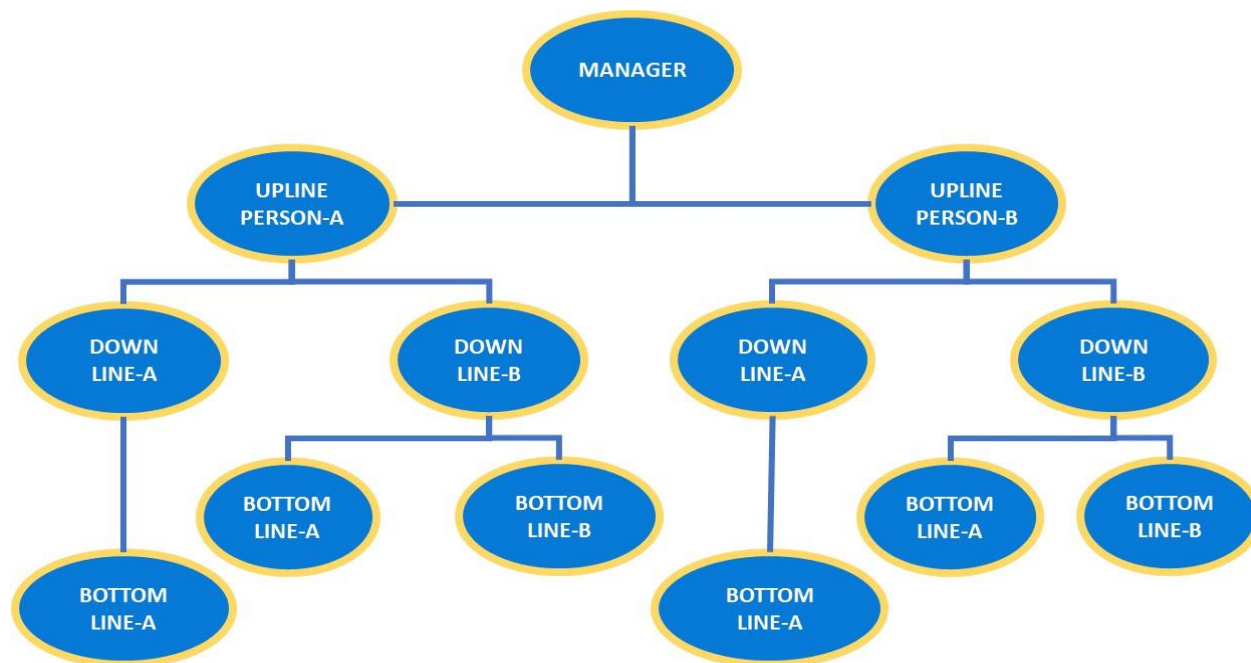 MANAGER
UPLINE
PERSON-A
UPLINE
PERSON-B
DOWN
LINE-A
DOWN
LINE-B
DOWN
LINE-A
DOWN
LINE-B
BOTTOM
LINE-A
BOTTOM
LINE-B
BOTTOM
LINE-A
BOTTOM
LINE-B
BOTTOM
LINE-A
BOTTOM
LINE-A